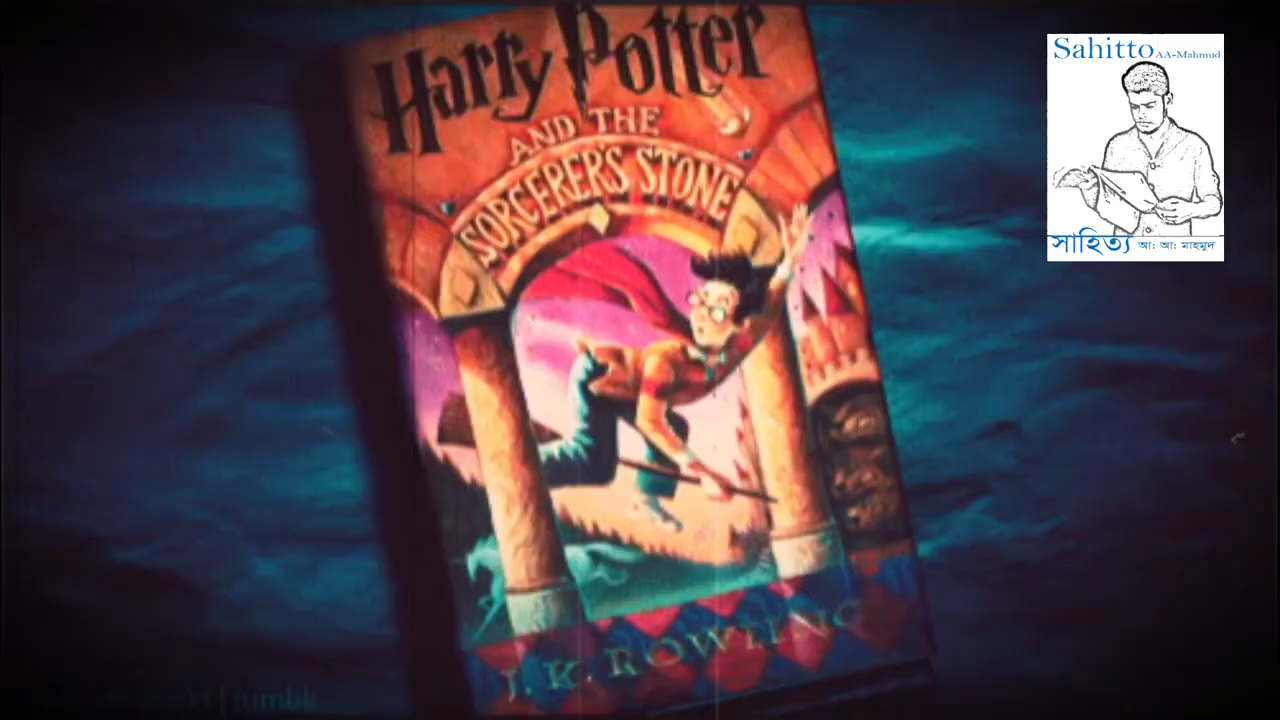 Harry Potter
AND THE
SORCERER'S STONE
J. K. ROWLING
Sahitto AA-Mahmud
সাহিত্য আ: আ: মাহমুদ